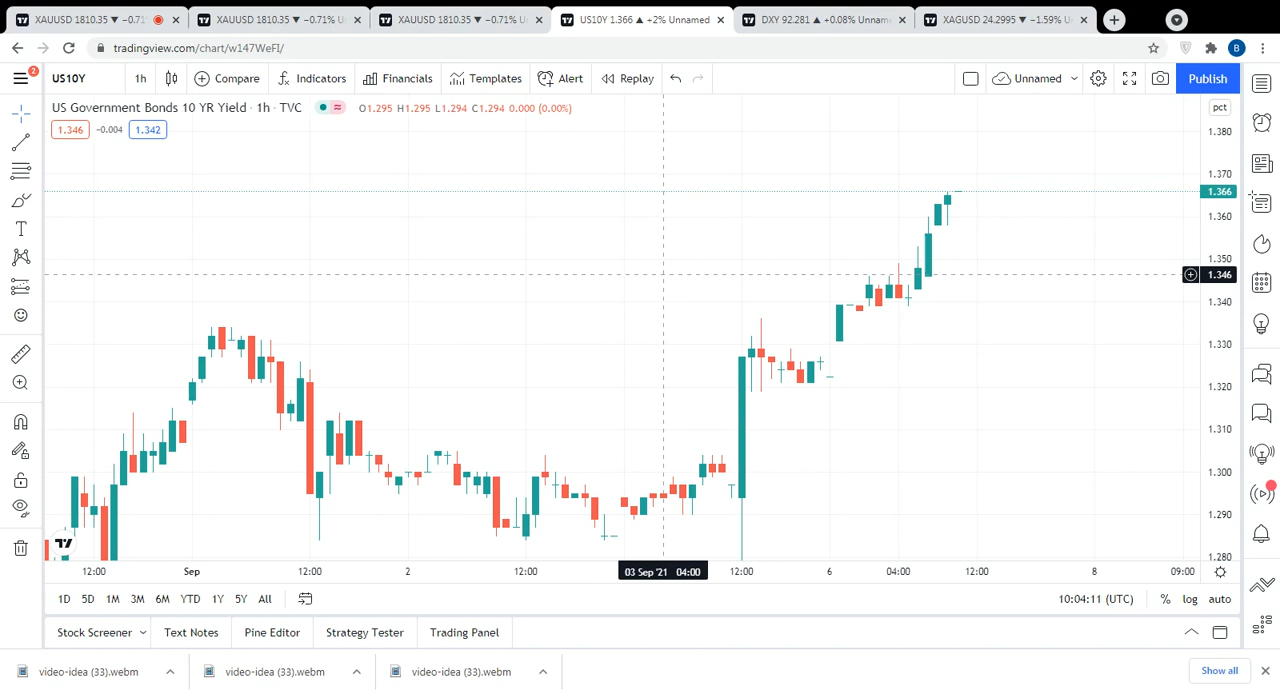 XAUUSD 1810.35 ▼ −0.71%
XAUUSD 1810.35 ▼ −0.71% U
XAUUSD 1810.35 ▼ −0.71% Un
US10Y 1.366 ▲ +2% Unnamed
DXY 92.281 ▲ +0.08% Unnam
XAGUSD 24.2995 ▼ −1.59% Un
tradingview.com/chart/w147WeFI/
B
2
US10Y
1h
Compare
Indicators
Financials
Templates
Alert
Replay
Unnamed
Publish
US Government Bonds 10 YR Yield · 1h · TVC
O1.295 H1.295 L1.294 C1.294 0.000 (0.00%)
1.346 −0.004 1.342
pct
1.380
1.370
1.366
1.360
1.350
1.346
1.340
1.330
1.320
1.310
1.300
1.290
1.280
12:00 Sep 12:00 2 12:00 03 Sep '21 04:00 12:00 6 04:00 12:00 8 09:00
1D 5D 1M 3M 6M YTD 1Y 5Y All
10:04:11 (UTC) % log auto
Stock Screener Text Notes Pine Editor Strategy Tester Trading Panel
video-idea (33).webm
video-idea (33).webm
video-idea (33).webm
Show all